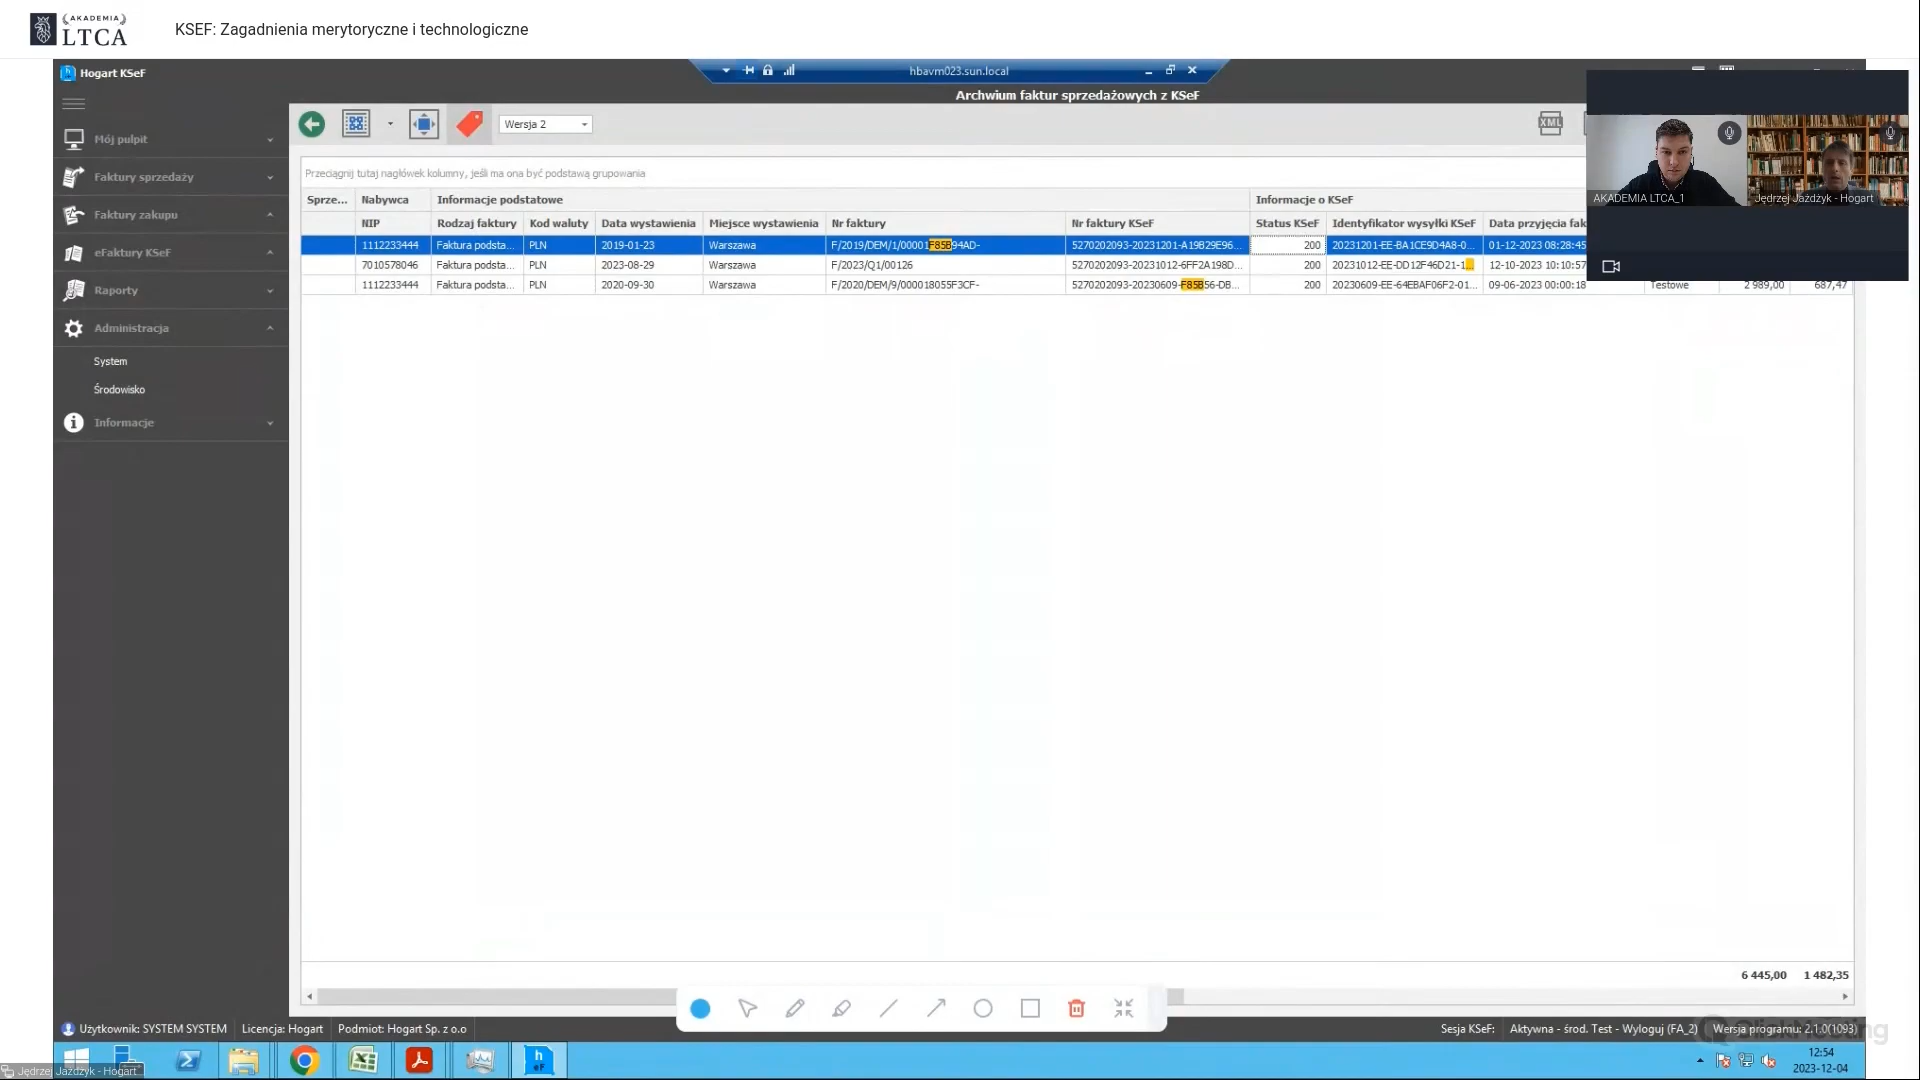 (AKADEMIA)
LTCA
KSEF: Zagadnienia merytoryczne i technologiczne
Hogart KSeF
hbavm023.sun.local
Archwium faktur sprzedażowych z KSeF
Mój pulpit
Faktury sprzedaży
Faktury zakupu
eFaktury KSeF
Raporty
Administracja
System
Środowisko
Informacje
Wersja 2
XML
AKADEMIA LTCA_1
Jędrzej Jażdżyk - Hogart
Przeciągnij tutaj nagłówek kolumny, jeśli ma ona być podstawą grupowania
Sprze... Nabywca Informacje podstatowe Informacje o KSeF
NIP Rodzaj faktury Kod waluty Data wystawienia Miejsce wystawienia Nr faktury Nr faktury KSeF Status KSeF Identyfikator wysyłki KSeF Data przyjęcia fak
1112233444 Faktura podsta... PLN 2019-01-23 Warszawa F/2019/DEM/1/00001F85B94AD- 5270202093-20231201-A19B29E96... 200 20231201-EE-BA1CE9D4A8-0... 01-12-2023 08:28:45
7010578046 Faktura podsta... PLN 2023-08-29 Warszawa F/2023/Q1/00126 5270202093-20231012-6FF2A198D... 200 20231012-EE-DD12F46D21-1... 12-10-2023 10:10:57
1112233444 Faktura podsta... PLN 2020-09-30 Warszawa F/2020/DEM/9/000018055F3CF- 5270202093-20230609-F85B56-DB... 200 20230609-EE-64EBAF06F2-01... 09-06-2023 00:00:18 Testowe 2 989,00 687,47
6 445,00 1 482,35
Użytkownik: SYSTEM SYSTEM Licencja: Hogart Podmiot: Hogart Sp. z o.o
Sesja KSeF: Aktywna - środ. Test - Wyloguj (FA_2) Wersja programu: 2.1.0(1093)
ClickMeeting
Jędrzej Jażdżyk - Hogart
h
eF
12:54
2023-12-04